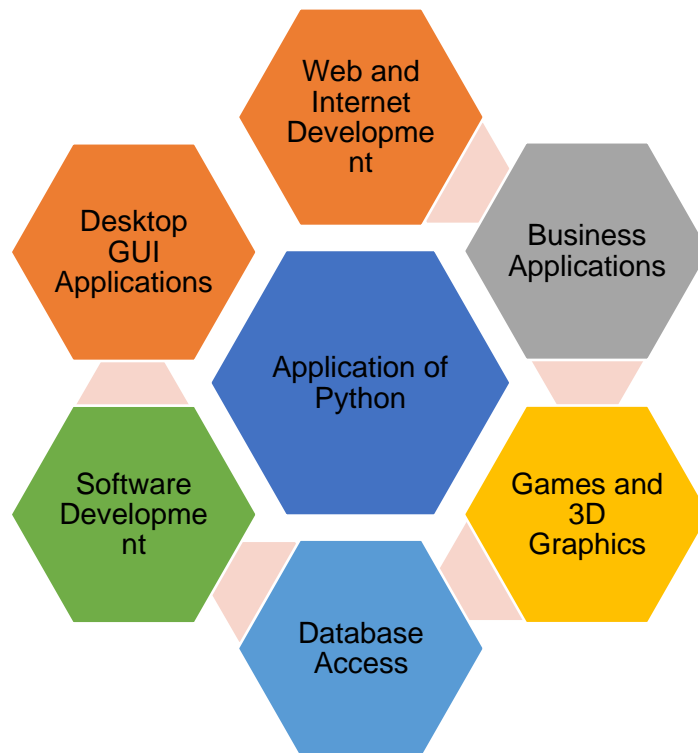 Web and
Internet
Developme
nt
Business
Applications
Games and
3D
Graphics
Database
Access
Software
Developme
nt
Desktop
GUI
Applications
Application of
Python